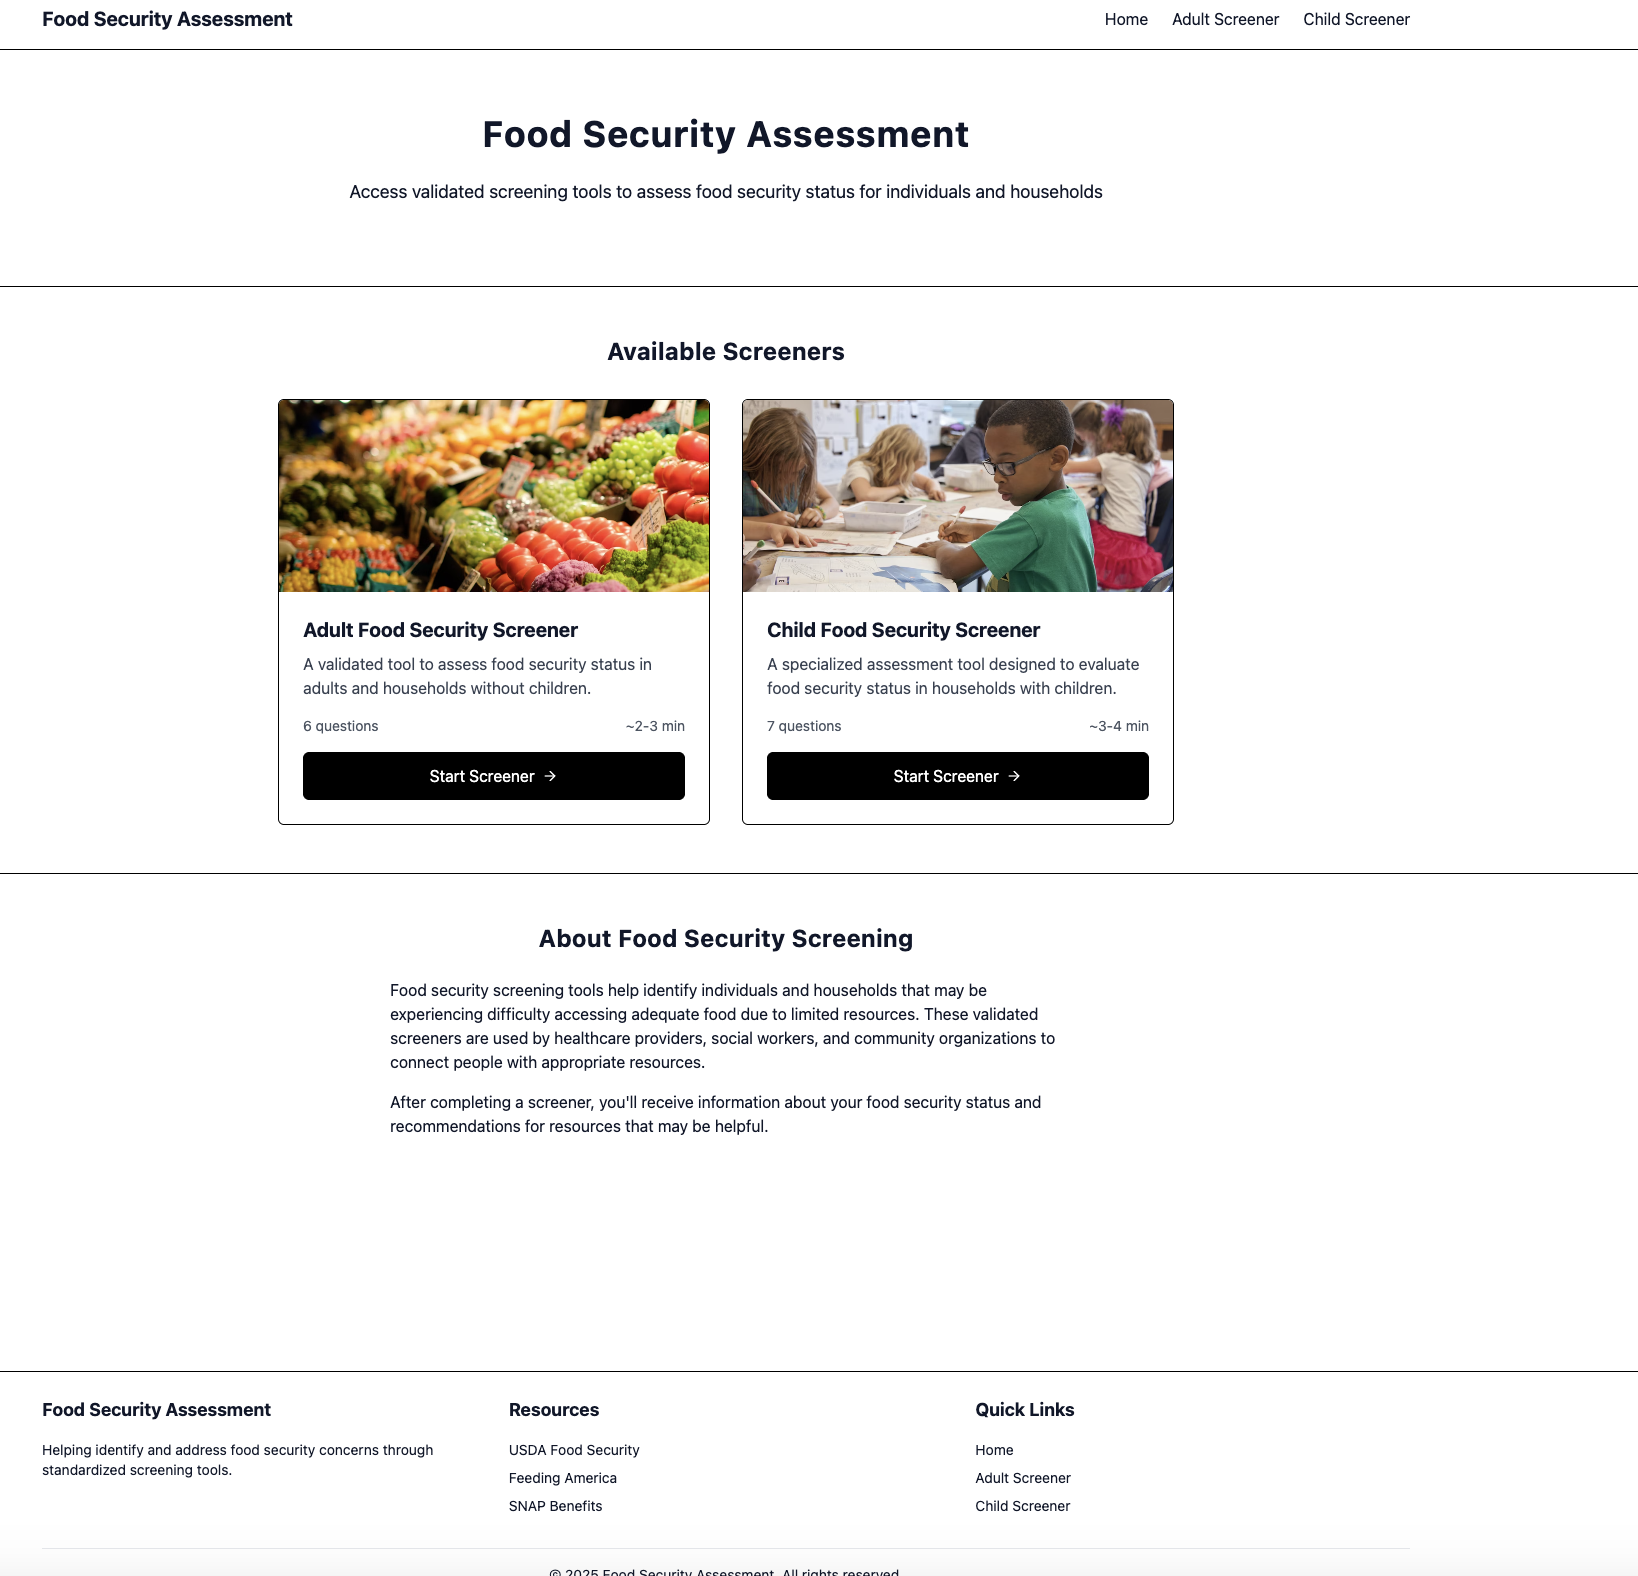 Food Security Assessment
Home Adult Screener Child Screener
Food Security Assessment
Access validated screening tools to assess food security status for individuals and households
Available Screeners
Adult Food Security Screener
A validated tool to assess food security status in
adults and households without children.
6 questions ~2-3 min
Start Screener →
Child Food Security Screener
A specialized assessment tool designed to evaluate
food security status in households with children.
7 questions ~3-4 min
Start Screener →
About Food Security Screening
Food security screening tools help identify individuals and households that may be
experiencing difficulty accessing adequate food due to limited resources. These validated
screeners are used by healthcare providers, social workers, and community organizations to
connect people with appropriate resources.
After completing a screener, you'll receive information about your food security status and
recommendations for resources that may be helpful.
Food Security Assessment
Helping identify and address food security concerns through
standardized screening tools.
Resources
USDA Food Security
Feeding America
SNAP Benefits
Quick Links
Home
Adult Screener
Child Screener
© 2025 Food Security Assessment. All rights reserved.